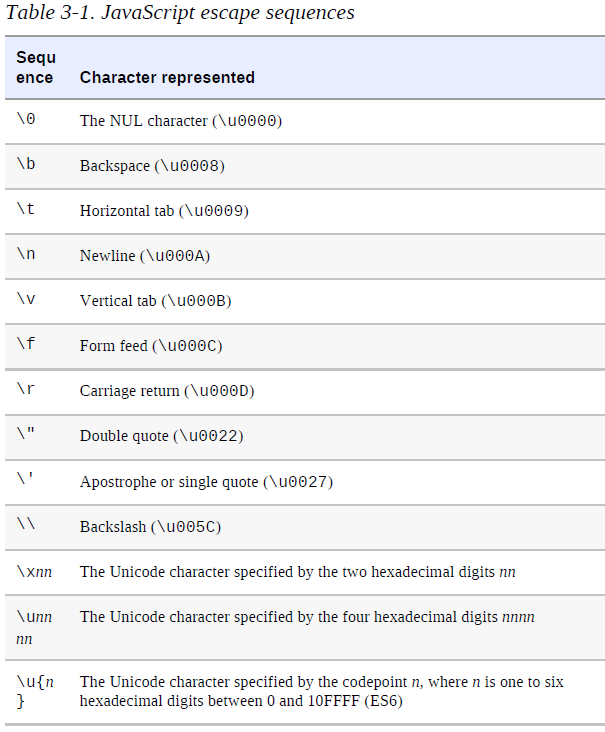 Table 3-1. JavaScript escape sequences
Sequ
ence Character represented
\0 The NUL character (\u0000)
\b Backspace (\u0008)
\t Horizontal tab (\u0009)
\n Newline (\u000A)
\v Vertical tab (\u000B)
\f Form feed (\u000C)
\r Carriage return (\u000D)
\" Double quote (\u0022)
\' Apostrophe or single quote (\u0027)
\\ Backslash (\u005C)
\xnn The Unicode character specified by the two hexadecimal digits nn
\unn The Unicode character specified by the four hexadecimal digits nnnn
nn
\u{n The Unicode character specified by the codepoint n, where n is one to six
} hexadecimal digits between 0 and 10FFFF (ES6)